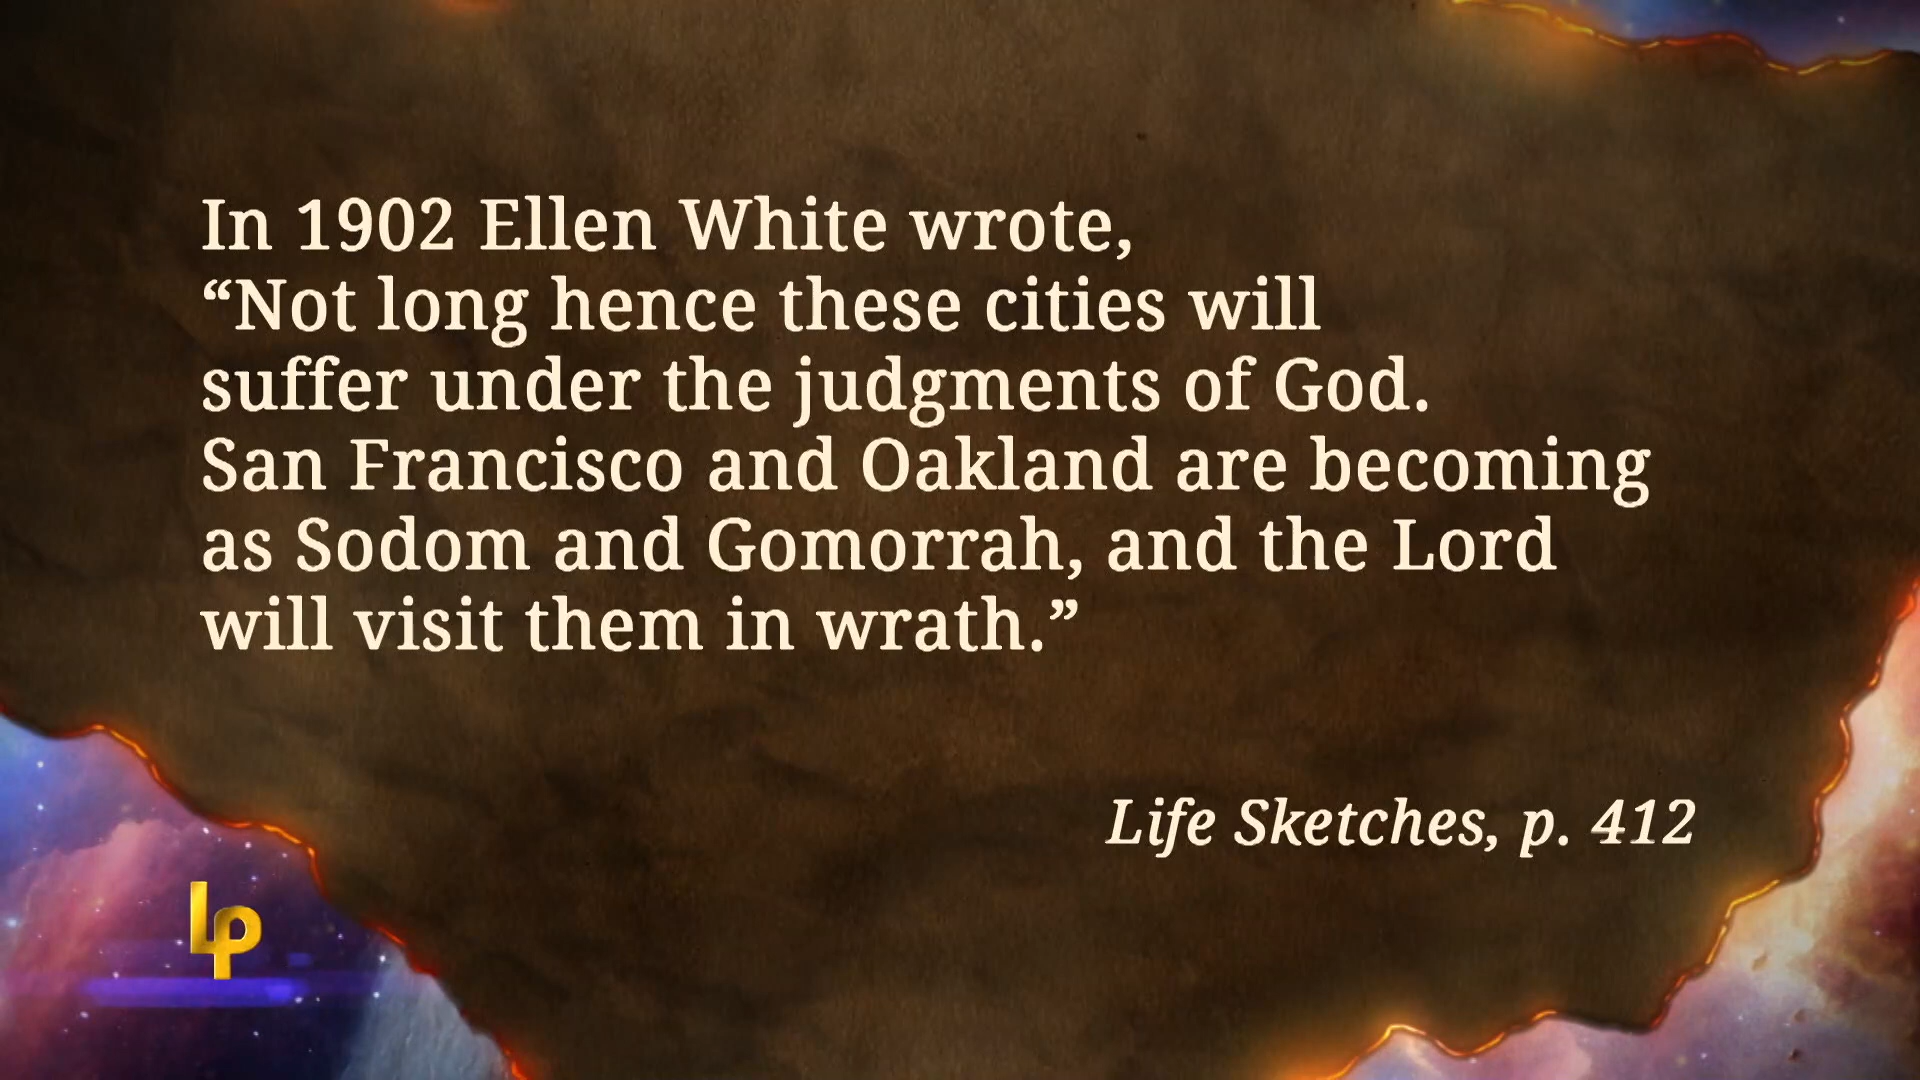 In 1902 Ellen White wrote,
“Not long hence these cities will
suffer under the judgments of God.
San Francisco and Oakland are becoming
as Sodom and Gomorrah, and the Lord
will visit them in wrath.”
Life Sketches, p. 412
LP